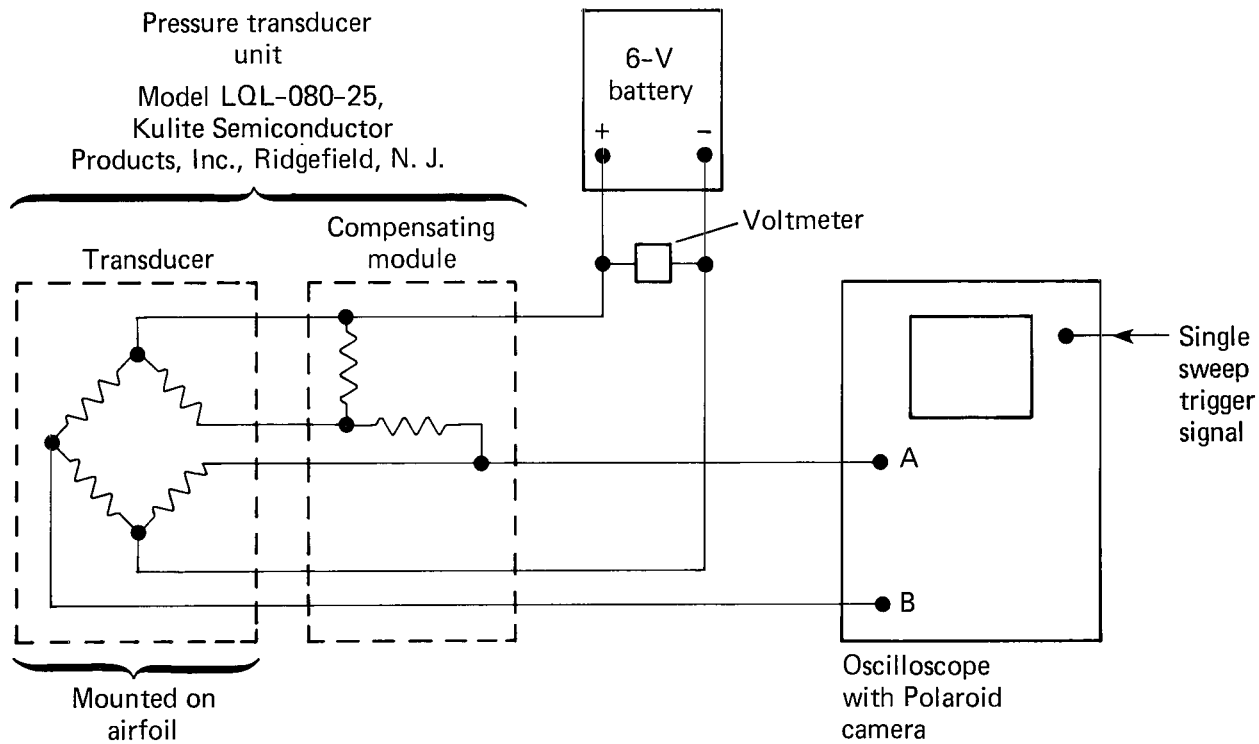 Pressure transducer
unit
Model LQL-080-25,
Kulite Semiconductor
Products, Inc., Ridgefield, N. J.
6-V
battery
+ -
Voltmeter
Transducer
Compensating
module
Single
sweep
trigger
signal
A
B
Mounted on
airfoil
Oscilloscope
with Polaroid
camera